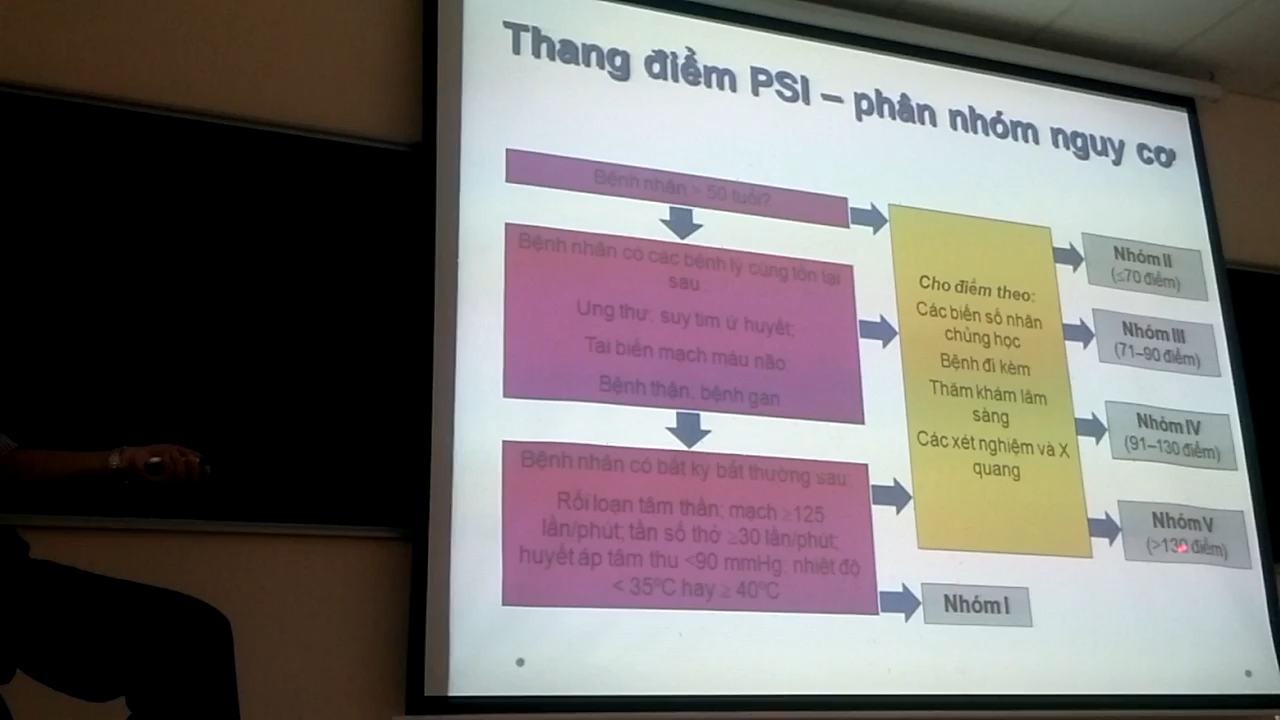 Thang điểm PSI – phân nhóm nguy cơ
Bệnh nhân > 50 tuổi?
Bệnh nhân có các bệnh lý cùng tồn tại
sau:
Ung thư; suy tim ứ huyết;
Tai biến mạch máu não
Bệnh thận; bệnh gan
Bệnh nhân có bất kỳ bất thường sau:
Rối loạn tâm thần; mạch ≥125
lần/phút; tần số thở ≥30 lần/phút;
huyết áp tâm thu <90 mmHg; nhiệt độ
< 35ºC hay ≥ 40ºC
Cho điểm theo:
Các biến số nhân
chủng học
Bệnh đi kèm
Thăm khám lâm
sàng
Các xét nghiệm và X
quang
Nhóm I
Nhóm II
(≤70 điểm)
Nhóm III
(71–90 điểm)
Nhóm IV
(91–130 điểm)
Nhóm V
(>130 điểm)